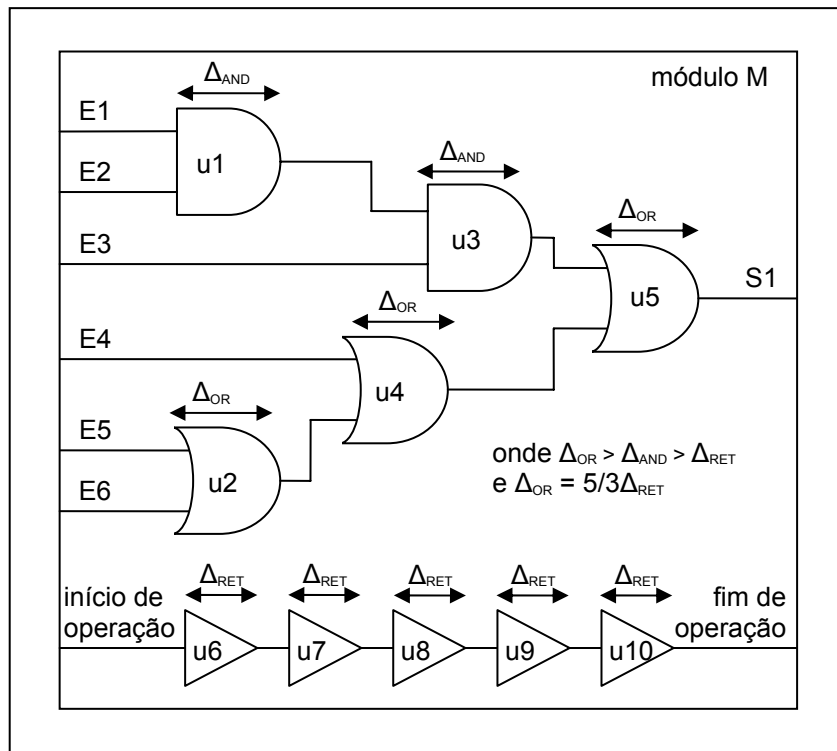 ΔAND
módulo M
E1
E2
u1
ΔAND
E3
u3
ΔOR
u5
S1
ΔOR
E4
u4
ΔOR
E5
E6
u2
onde ΔOR > ΔAND > ΔRET
e ΔOR = 5/3ΔRET
ΔRET
ΔRET
ΔRET
ΔRET
ΔRET
início de
operação
u6
u7
u8
u9
u10
fim de
operação